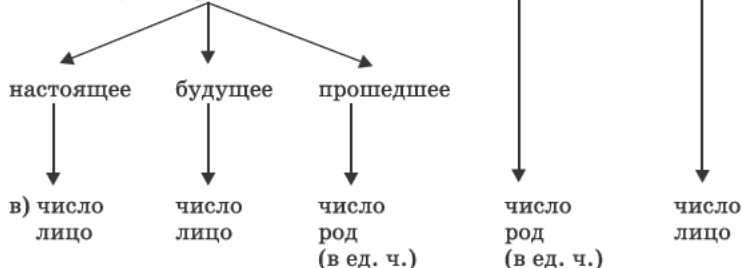 настоящее будущее прошедшее
в) число число число число число
лицо лицо род род лицо
(в ед. ч.) (в ед. ч.)